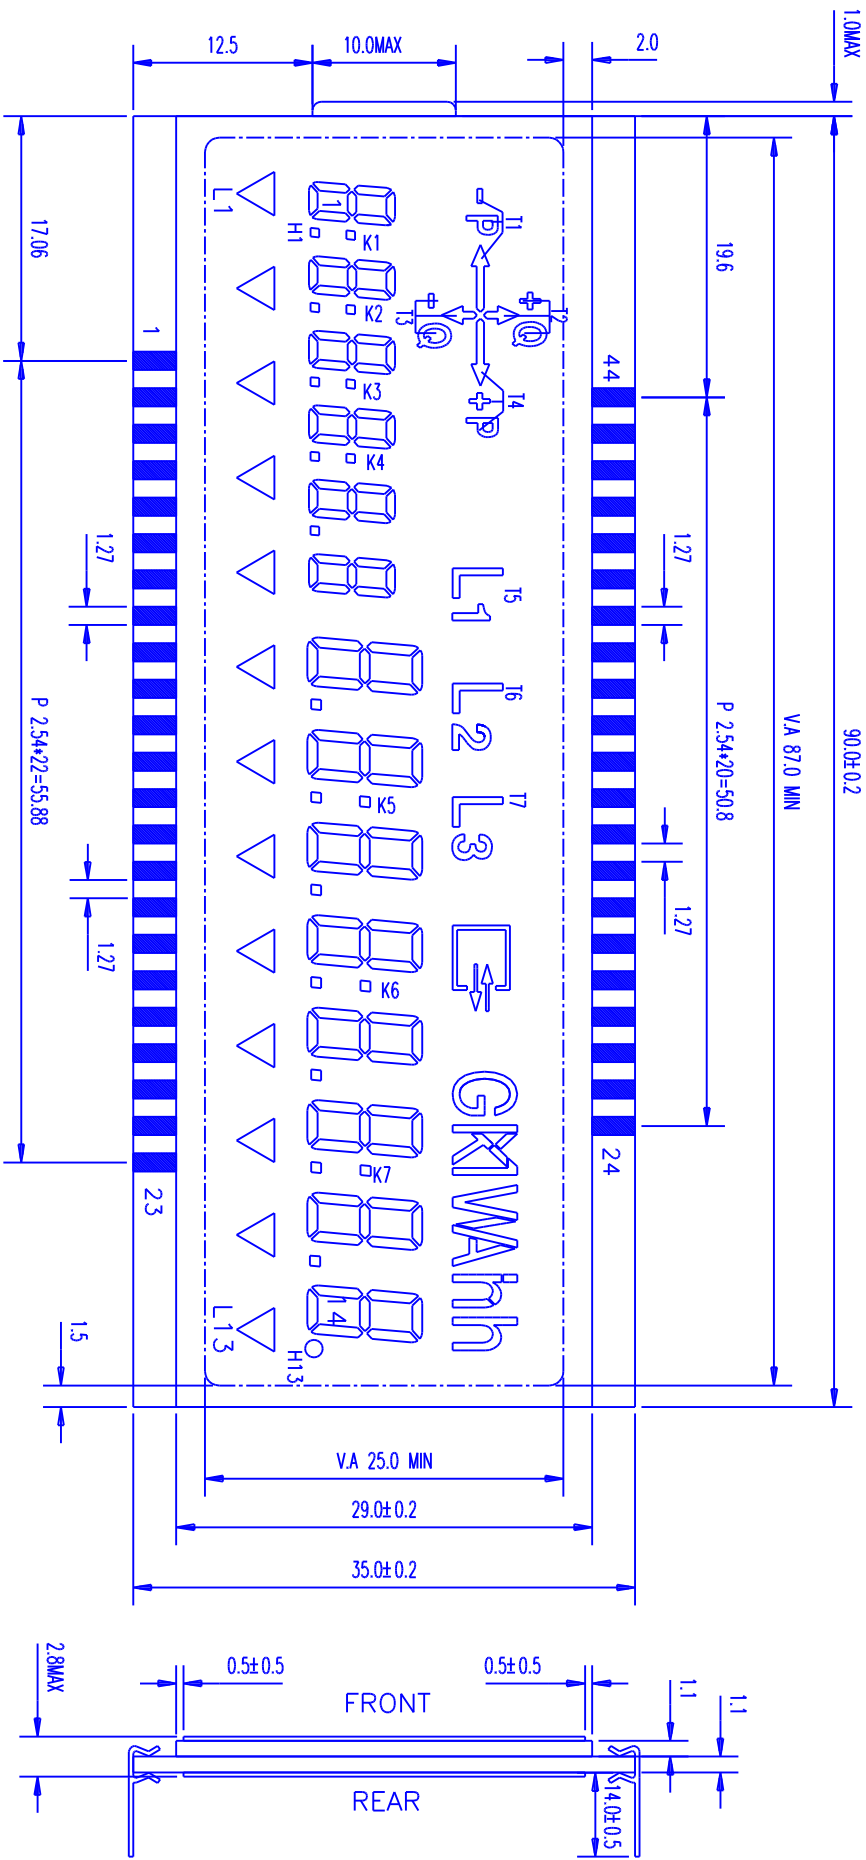 1.0MAX
12.5
10.0MAX
2.0
90.0±0.2
V.A 87.0 MIN
19.6
P 2.54*20=50.8
1.27
1.27
44
24
17.06
P 2.54*22=55.88
1.27
1.27
1
23
1.5
-P
T1
+Q
T2
-Q
T3
+P
T4
L1
T5
L2
T6
L3
T7
GKMWVAhh
1
K1
H1
K2
K3
K4
K5
K6
K7
14
H13
L1
L13
V.A 25.0 MIN
29.0±0.2
35.0±0.2
2.8MAX
0.5±0.5
0.5±0.5
1.1
1.1
FRONT
REAR
14.0±0.5